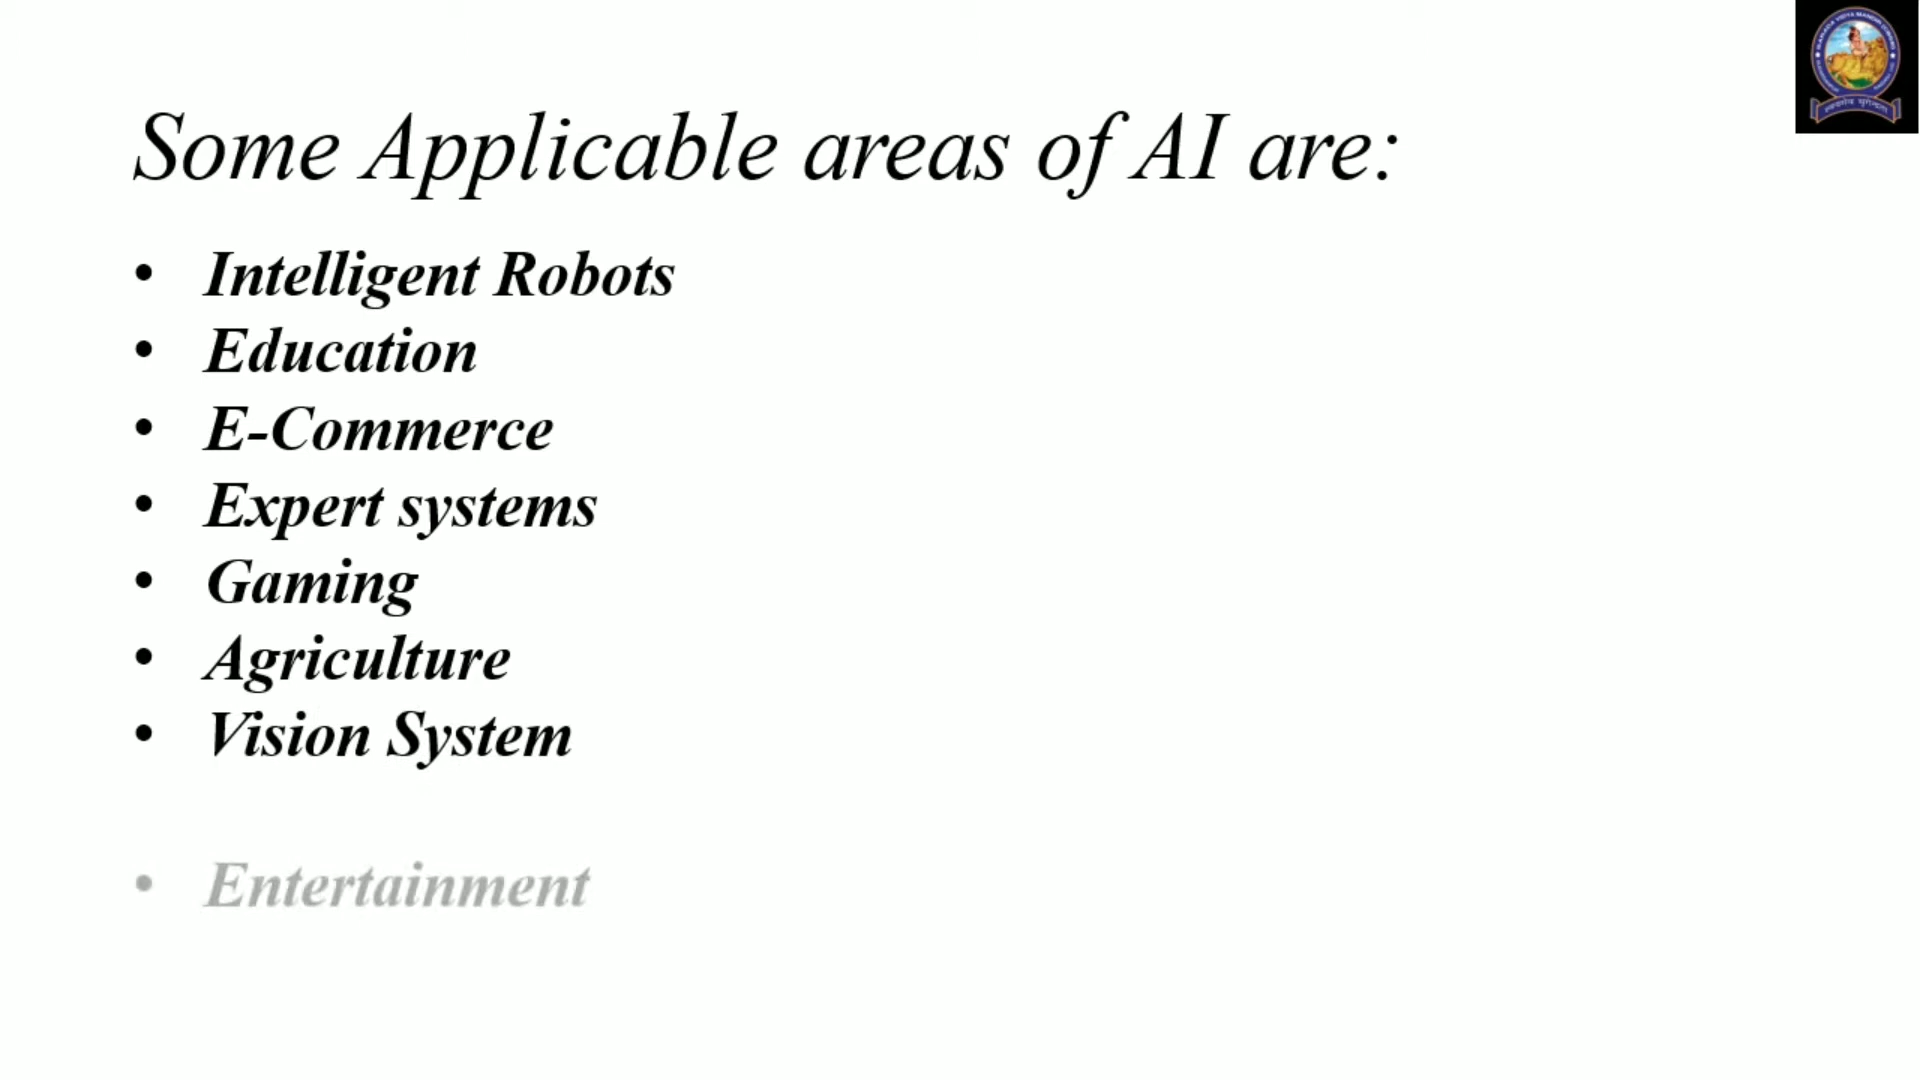 Some Applicable areas of AI are:
• Intelligent Robots
• Education
• E-Commerce
• Expert systems
• Gaming
• Agriculture
• Vision System
• Entertainment